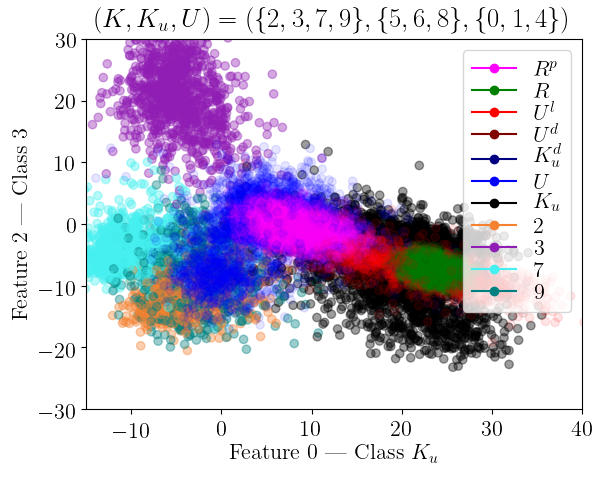 (K, K_u, U) = ({2, 3, 7, 9}, {5, 6, 8}, {0, 1, 4})
30
20
10
0
−10
−20
−30
Feature 2 — Class 3
R^p
R
U^l
U^d
K_u^d
U
K_u
2
3
7
9
−10
0
10
20
30
40
Feature 0 — Class K_u